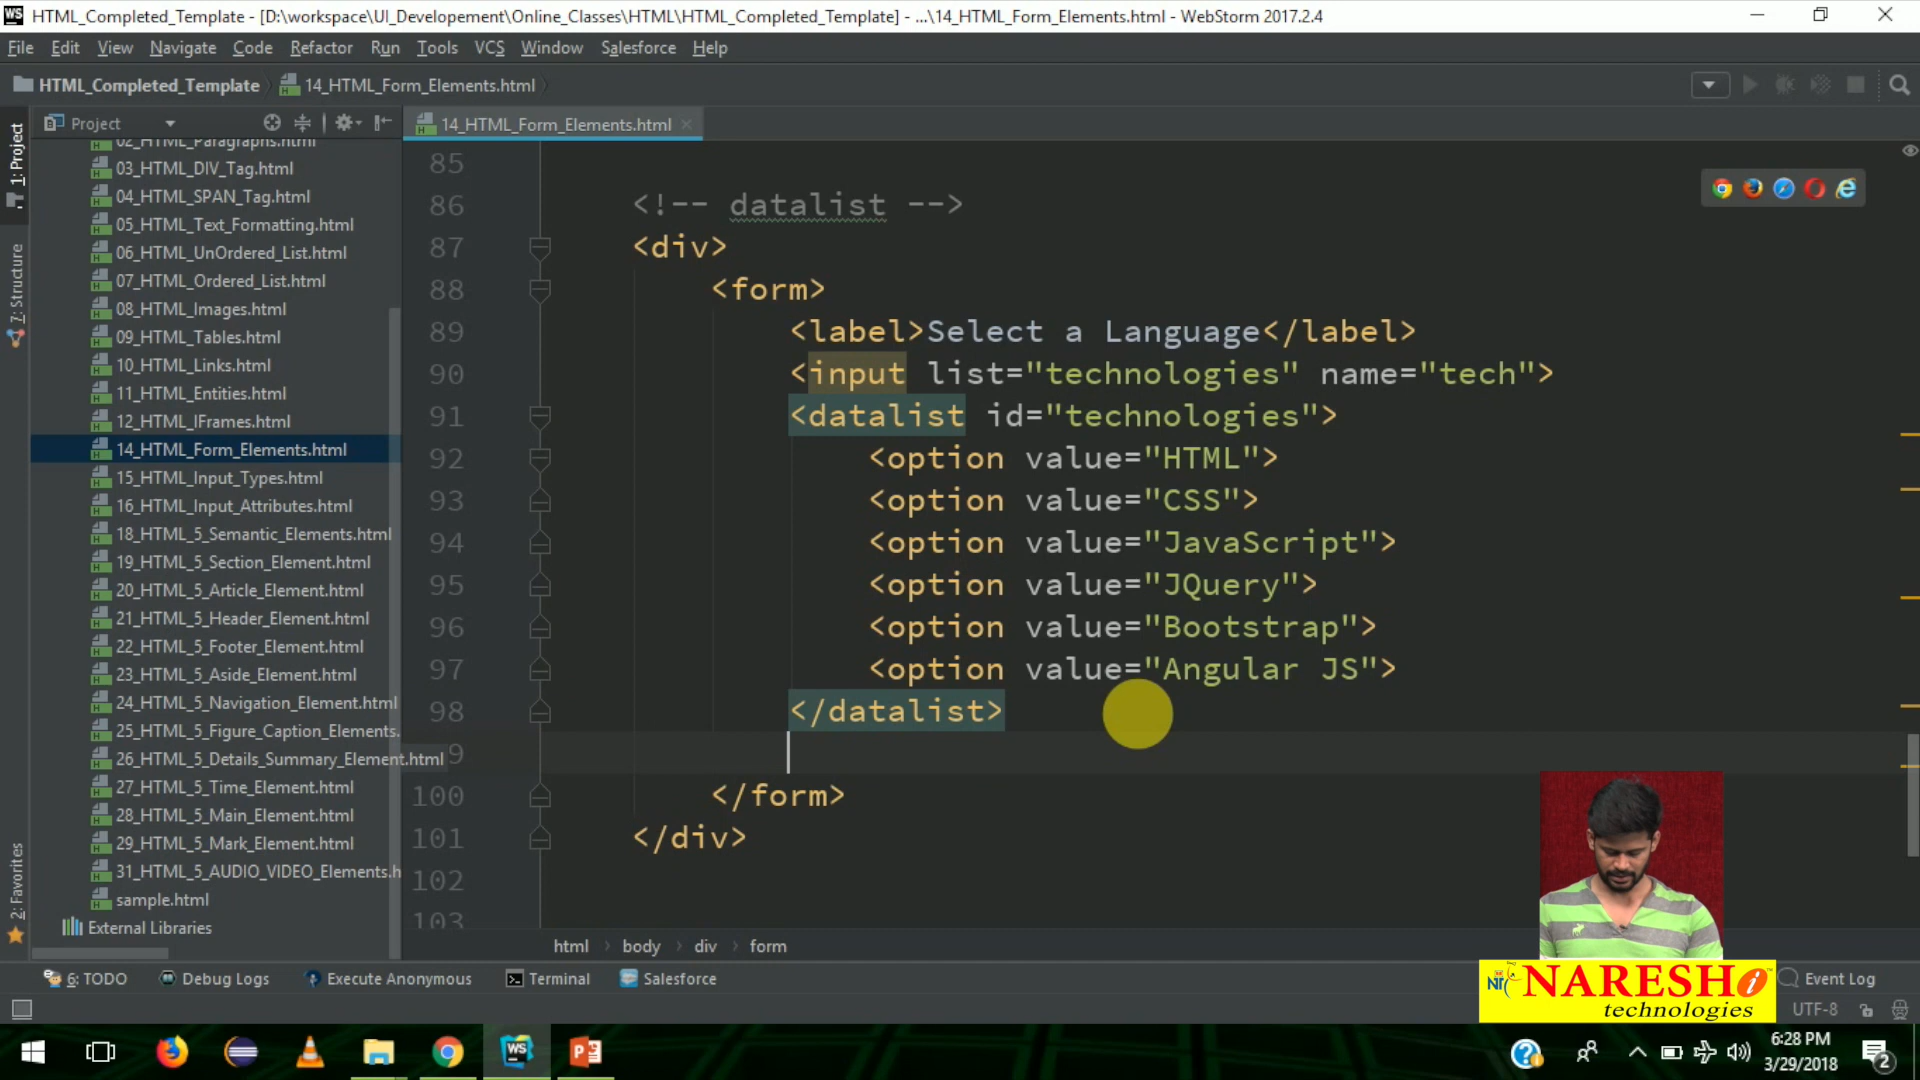 WS HTML_Completed_Template - [D:\workspace\UI_Developement\Online_Classes\HTML\HTML_Completed_Template] - ...\14_HTML_Form_Elements.html - WebStorm 2017.2.4
File Edit View Navigate Code Refactor Run Tools VCS Window Salesforce Help
HTML_Completed_Template 14_HTML_Form_Elements.html
1: Project
7: Structure
2: Favorites
Project
02_HTML_Paragraphs.html
03_HTML_DIV_Tag.html
04_HTML_SPAN_Tag.html
05_Text_Formatting.html
06_HTML_UnOrdered_List.html
07_HTML_Ordered_List.html
08_HTML_Images.html
09_HTML_Tables.html
10_HTML_Links.html
11_HTML_Entities.html
12_HTML_IFrames.html
14_HTML_Form_Elements.html
15_HTML_Input_Types.html
16_HTML_Input_Attributes.html
18_HTML_5_Semantic_Elements.html
19_HTML_5_Section_Element.html
20_HTML_5_Article_Element.html
21_HTML_5_Header_Element.html
22_HTML_5_Footer_Element.html
23_HTML_5_Aside_Element.html
24_HTML_5_Navigation_Element.html
25_HTML_5_Figure_Caption_Elements.
26_HTML_5_Details_Summary_Element.html
27_HTML_5_Time_Element.html
28_HTML_5_Main_Element.html
29_HTML_5_Mark_Element.html
31_HTML_5_AUDIO_VIDEO_Elements.h
sample.html
External Libraries
14_HTML_Form_Elements.html
85
86 <!-- datalist -->
87 <div>
88 <form>
89 <label>Select a Language</label>
90 <input list="technologies" name="tech">
91 <datalist id="technologies">
92 <option value="HTML">
93 <option value="CSS">
94 <option value="JavaScript">
95 <option value="JQuery">
96 <option value="Bootstrap">
97 <option value="Angular JS">
98 </datalist>
9
100 </form>
101 </div>
102
103
html body div form
6: TODO Debug Logs Execute Anonymous Terminal Salesforce Event Log
NARESH i
technologies
UTF-8
WS
6:28 PM
3/29/2018
2